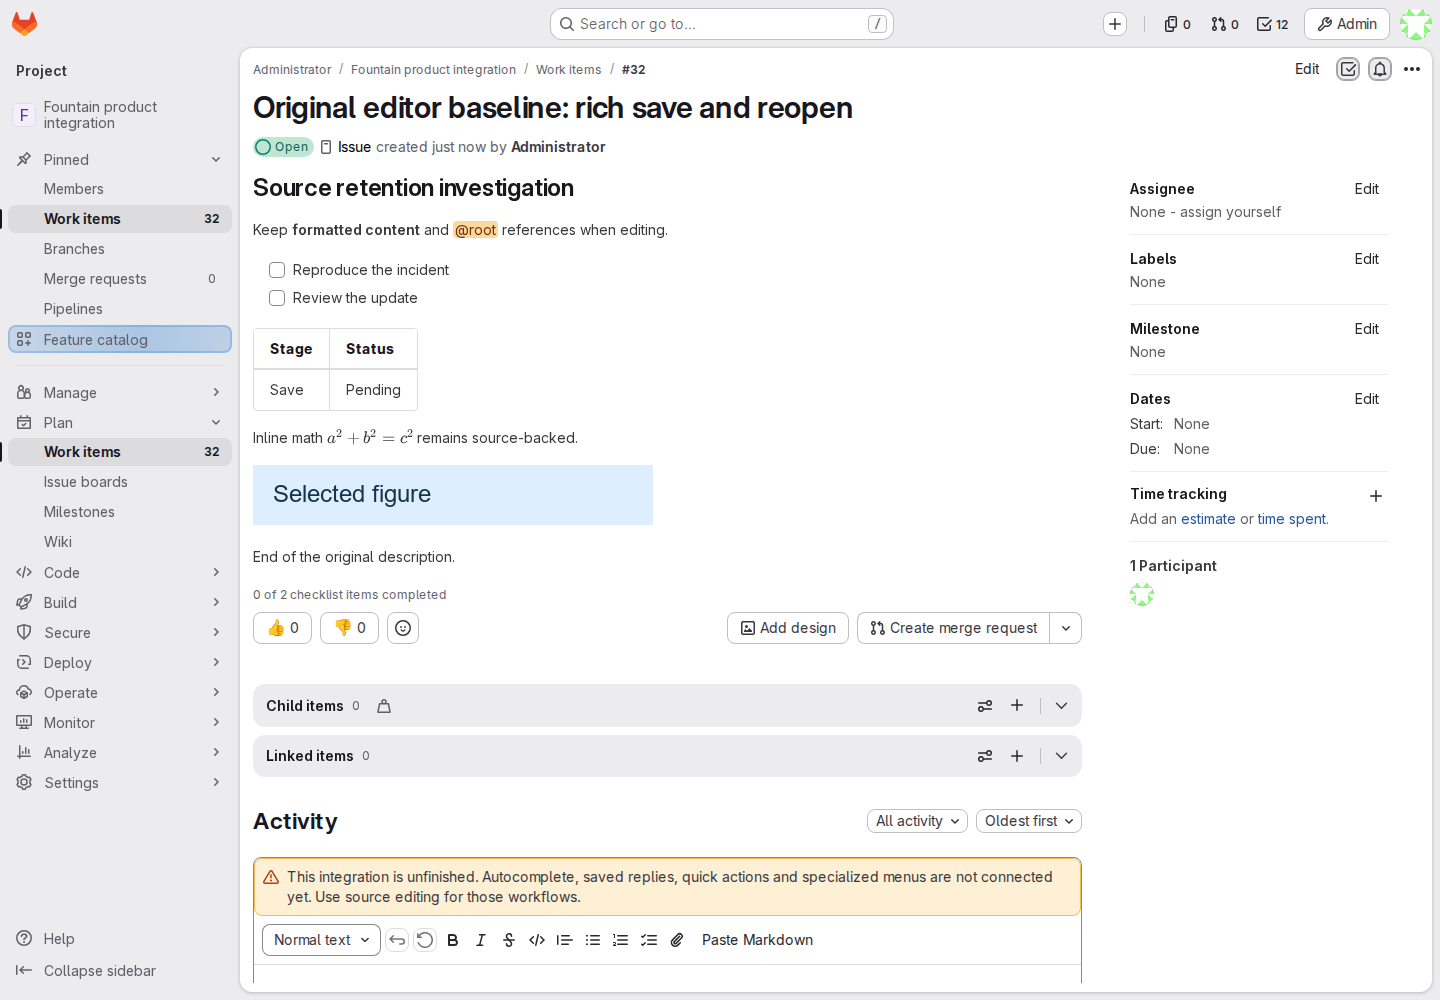 Search or go to...
/
0
0
12
Admin
Project
F
Fountain product
integration
Pinned
Members
Work items 32
Branches
Merge requests 0
Pipelines
Feature catalog
Manage
Plan
Work items 32
Issue boards
Milestones
Wiki
Code
Build
Secure
Deploy
Operate
Monitor
Analyze
Settings
Help
Collapse sidebar
Administrator / Fountain product integration / Work items / #32
Edit
Original editor baseline: rich save and reopen
Open Issue created just now by Administrator
Source retention investigation
Keep formatted content and @root references when editing.
Reproduce the incident
Review the update
Stage Status
Save Pending
Inline math a² + b² = c² remains source-backed.
Selected figure
End of the original description.
0 of 2 checklist items completed
👍 0
👎 0
Add design
Create merge request
Child items 0
Linked items 0
Activity
All activity
Oldest first
This integration is unfinished. Autocomplete, saved replies, quick actions and specialized menus are not connected
yet. Use source editing for those workflows.
Normal text
Paste Markdown
Assignee Edit
None - assign yourself
Labels Edit
None
Milestone Edit
None
Dates Edit
Start: None
Due: None
Time tracking
Add an estimate or time spent.
1 Participant